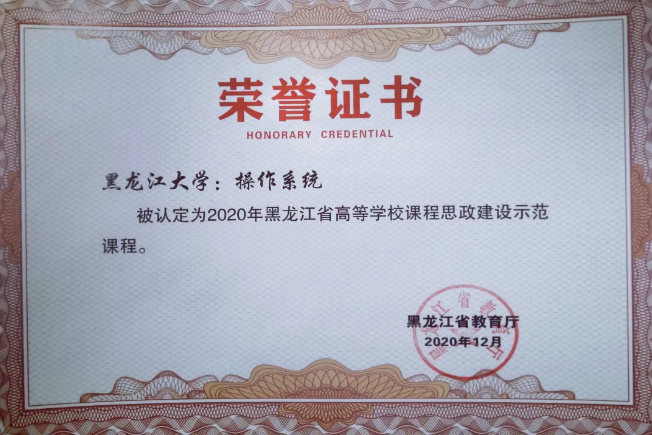 荣誉证书
HONORARY CREDENTIAL
黑龙江大学：操作系统
被认定为2020年黑龙江省高等学校课程思政建设示范
课程。
黑龙江省教育厅
2020年12月